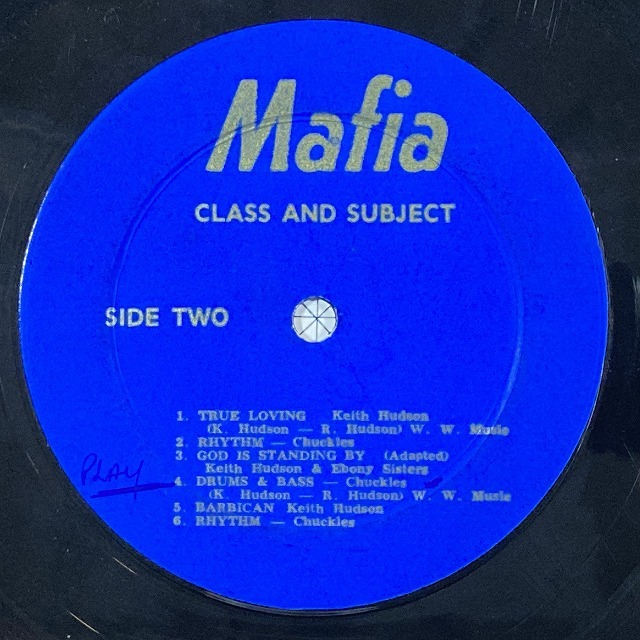 Mafia
CLASS AND SUBJECT
SIDE TWO
1. TRUE LOVING Keith Hudson
(K. Hudson — R. Hudson) W. W. Music
2. RHYTHM — Chuckles
3. GOD IS STANDING BY (Adapted)
Keith Hudson & Ebony Sisters
4. DRUMS & BASS — Chuckles
(K. Hudson — R. Hudson) W. W. Music
5. BARBICAN Keith Hudson
6. RHYTHM — Chuckles
PLAY